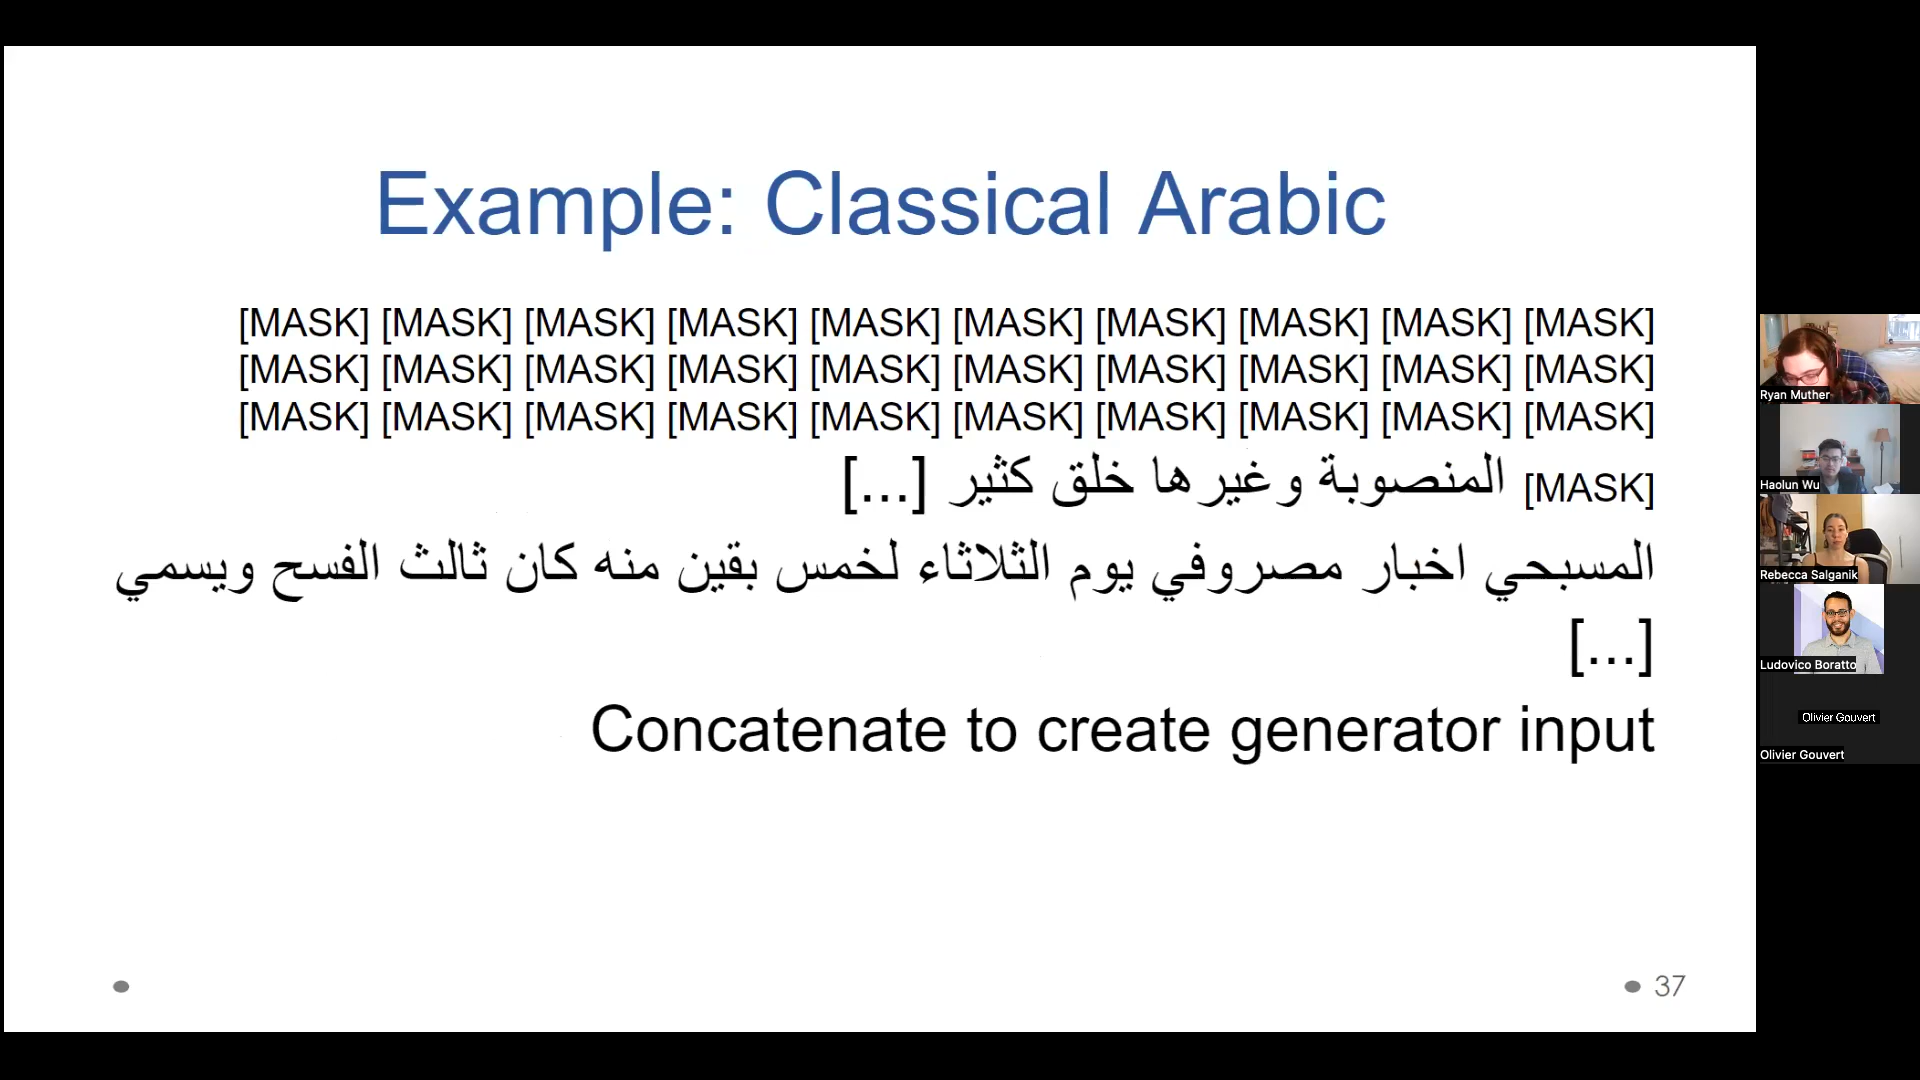 Example: Classical Arabic
[MASK] [MASK] [MASK] [MASK] [MASK] [MASK] [MASK] [MASK] [MASK] [MASK]
[MASK] [MASK] [MASK] [MASK] [MASK] [MASK] [MASK] [MASK] [MASK] [MASK]
[MASK] [MASK] [MASK] [MASK] [MASK] [MASK] [MASK] [MASK] [MASK] [MASK]
[MASK] المنصوبة وغيرها خلق كثير [...]
المسبحي اخبار مصروفي يوم الثلاثاء لخمس بقين منه كان ثالث الفسح ويسمي
[...]
Concatenate to create generator input
37
Ryan Muther
Haolun Wu
Rebecca Salganik
Ludovico Boratto
Olivier Gouvert
Olivier Gouvert